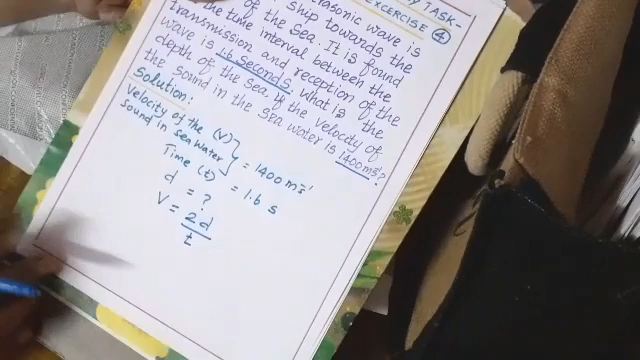 TASK-
EXCERCISE 4
rasonic wave is
ship towards the
of the Sea. It is found
the time interval between the
transmission and reception of the
wave is 1.6 seconds. What is the
depth of the Sea if the velocity of
the sound in the Sea water is 1400 ms⁻¹?
Solution:
Velocity of the (V)
sound in sea water } = 1400 ms⁻¹
Time (t) = 1.6 s
d = ?
V = 2d
t